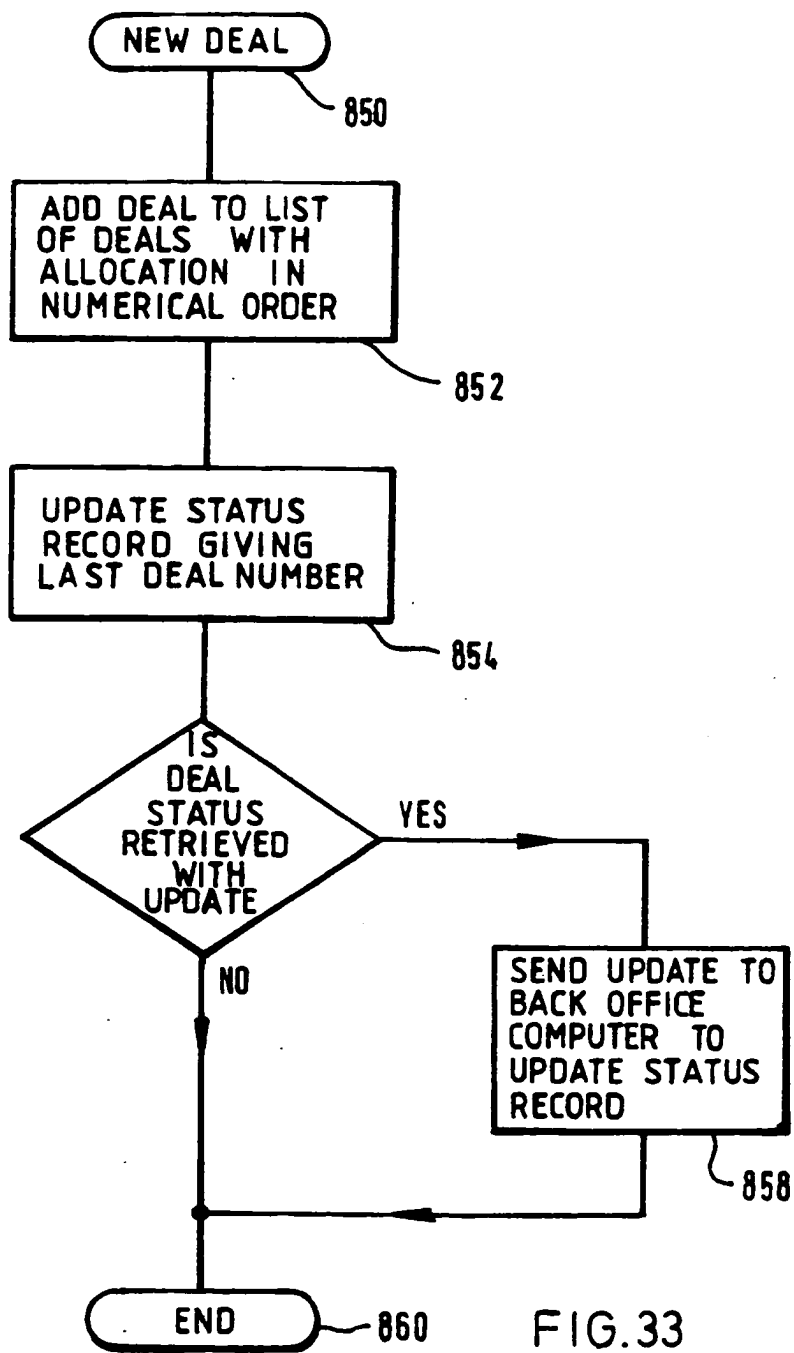 NEW DEAL
850
ADD DEAL TO LIST
OF DEALS WITH
ALLOCATION IN
NUMERICAL ORDER
852
UPDATE STATUS
RECORD GIVING
LAST DEAL NUMBER
854
IS
DEAL
STATUS
RETRIEVED
WITH
UPDATE
YES
NO
SEND UPDATE TO
BACK OFFICE
COMPUTER TO
UPDATE STATUS
RECORD
858
END
860
FIG.33